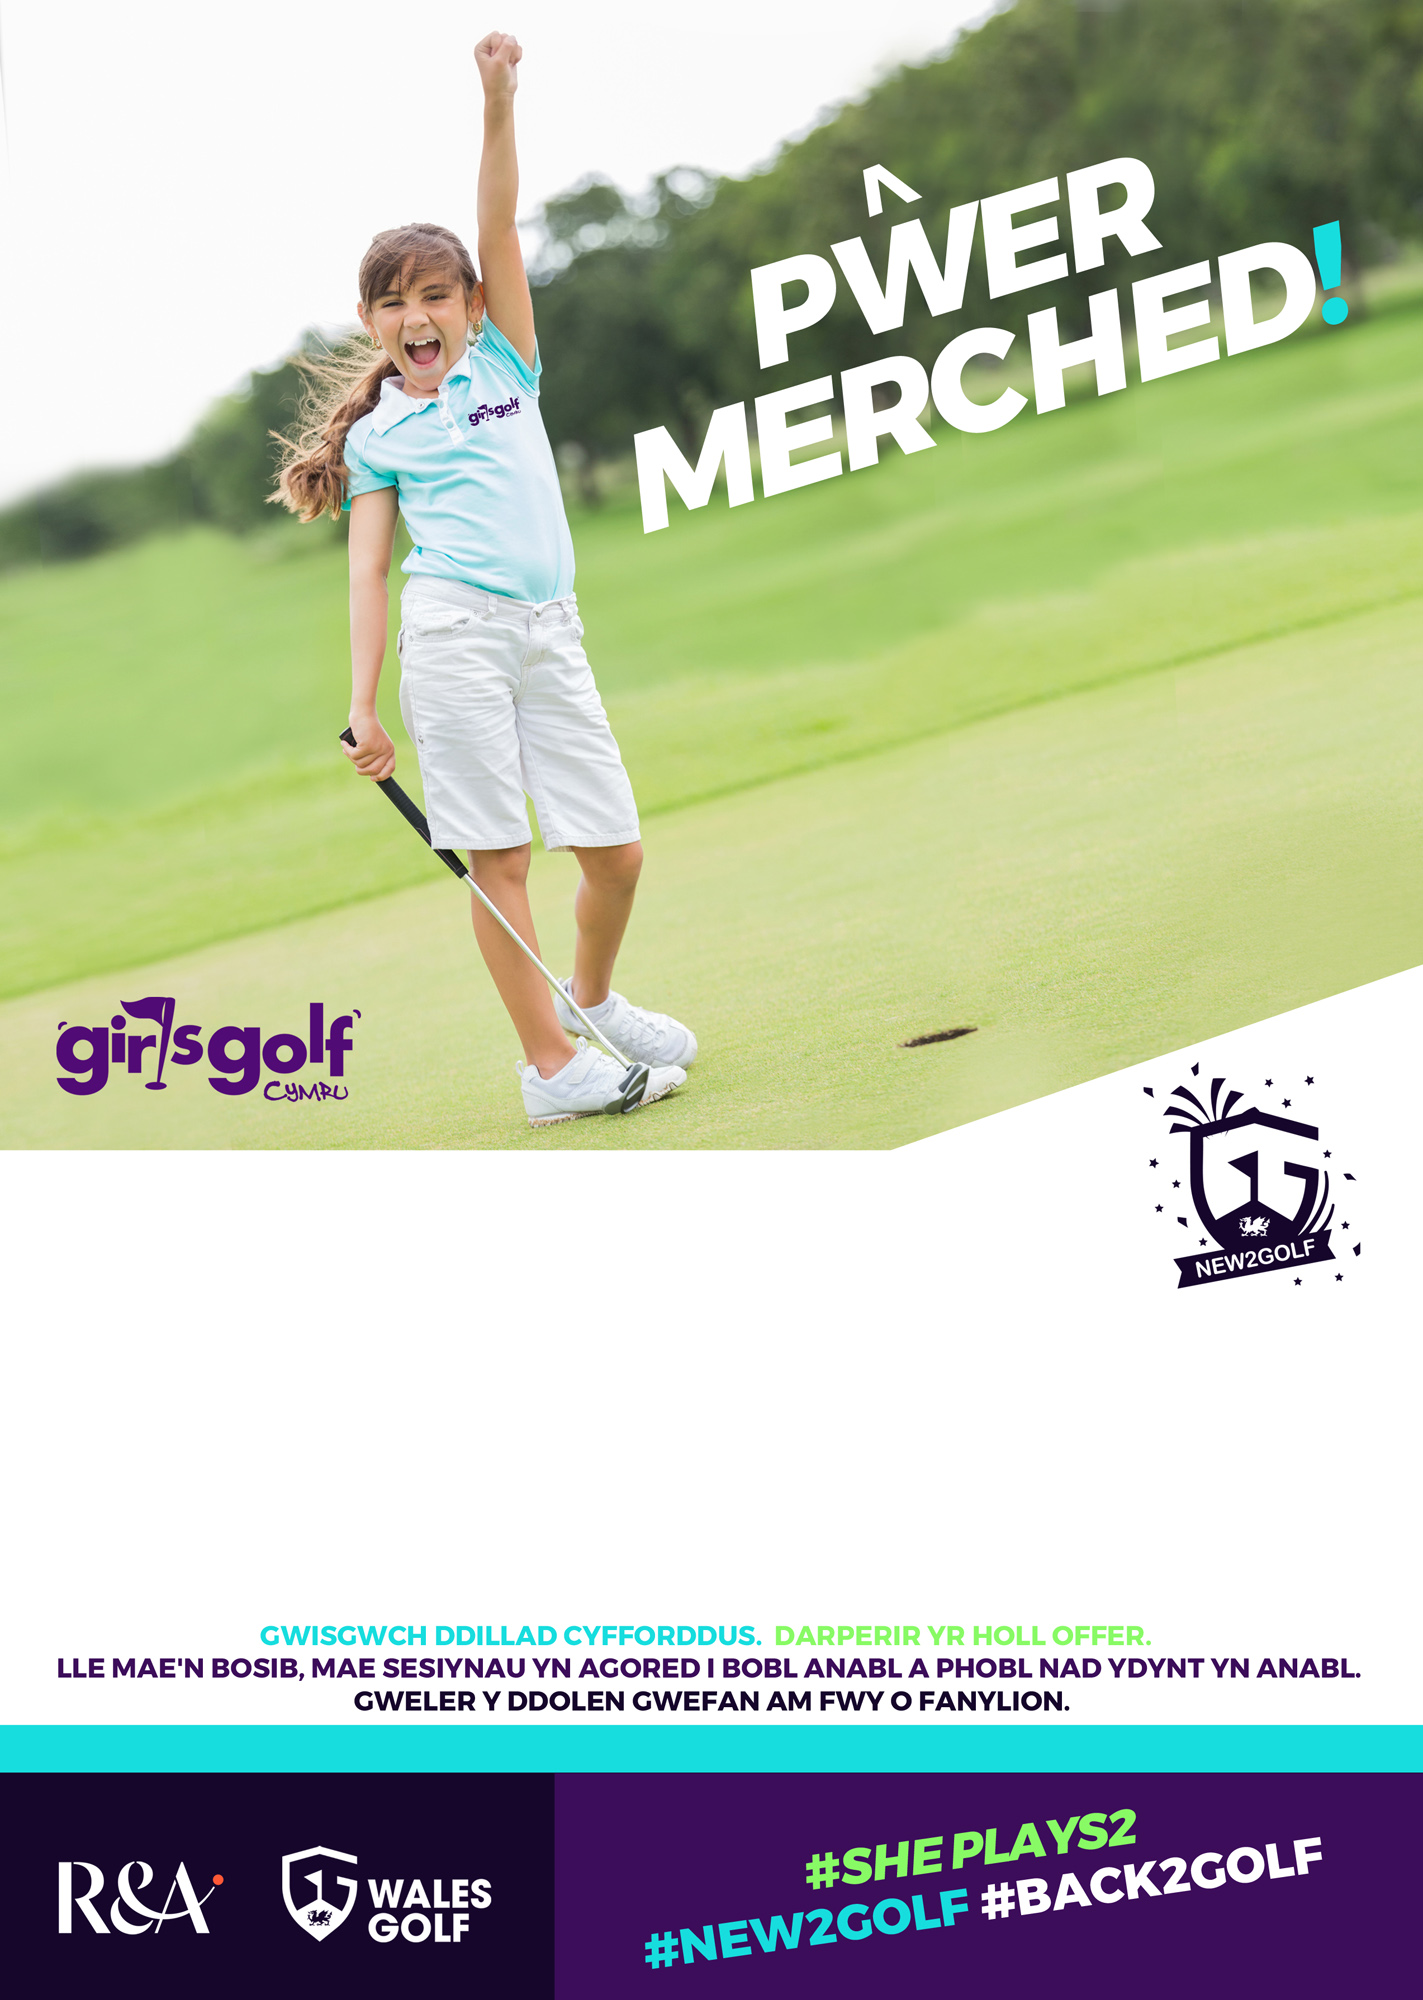 PŴER
MERCHED!
girlsgolf
CYMRU
girlsgolf
CYMRU
NEW2GOLF
GWISGWCH DDILLAD CYFFORDDUS. DARPERIR YR HOLL OFFER.
LLE MAE'N BOSIB, MAE SESIYNAU YN AGORED I BOBL ANABL A PHOBL NAD YDYNT YN ANABL.
GWELER Y DDOLEN GWEFAN AM FWY O FANYLION.
R&A
WALES
GOLF
#SHE PLAYS2
#NEW2GOLF #BACK2GOLF